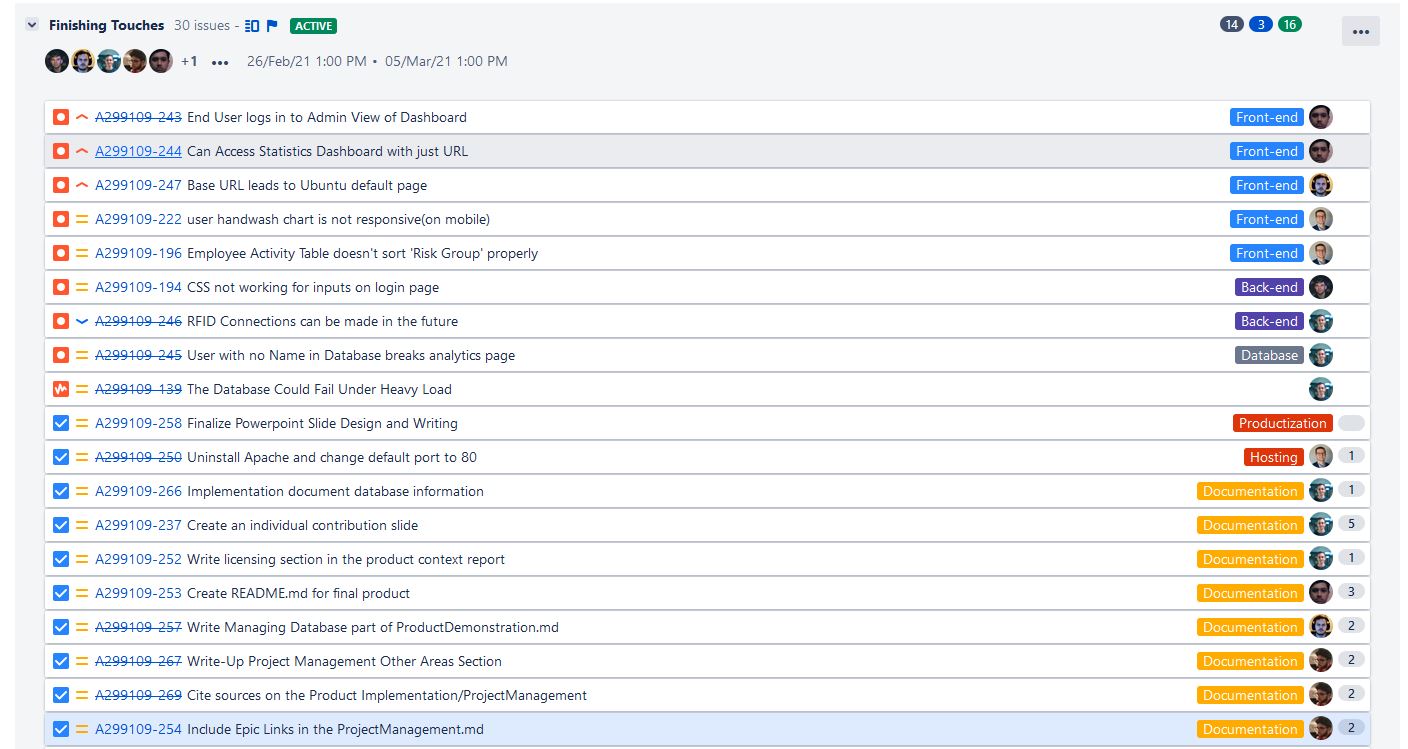 Finishing Touches 30 issues - ACTIVE 14 3 16
+1 ... 26/Feb/21 1:00 PM • 05/Mar/21 1:00 PM
A299109-243 End User logs in to Admin View of Dashboard Front-end
A299109-244 Can Access Statistics Dashboard with just URL Front-end
A299109-247 Base URL leads to Ubuntu default page Front-end
A299109-222 user handwash chart is not responsive(on mobile) Front-end
A299109-196 Employee Activity Table doesn't sort 'Risk Group' properly Front-end
A299109-194 CSS not working for inputs on login page Back-end
A299109-246 RFID Connections can be made in the future Back-end
A299109-245 User with no Name in Database breaks analytics page Database
A299109-139 The Database Could Fail Under Heavy Load
A299109-258 Finalize Powerpoint Slide Design and Writing Productization
A299109-250 Uninstall Apache and change default port to 80 Hosting 1
A299109-266 Implementation document database information Documentation 1
A299109-237 Create an individual contribution slide Documentation 5
A299109-252 Write licensing section in the product context report Documentation 1
A299109-253 Create README.md for final product Documentation 3
A299109-257 Write Managing Database part of ProductDemonstration.md Documentation 2
A299109-267 Write-Up Project Management Other Areas Section Documentation 2
A299109-269 Cite sources on the Product Implementation/ProjectManagement Documentation 2
A299109-254 Include Epic Links in the ProjectManagement.md Documentation 2